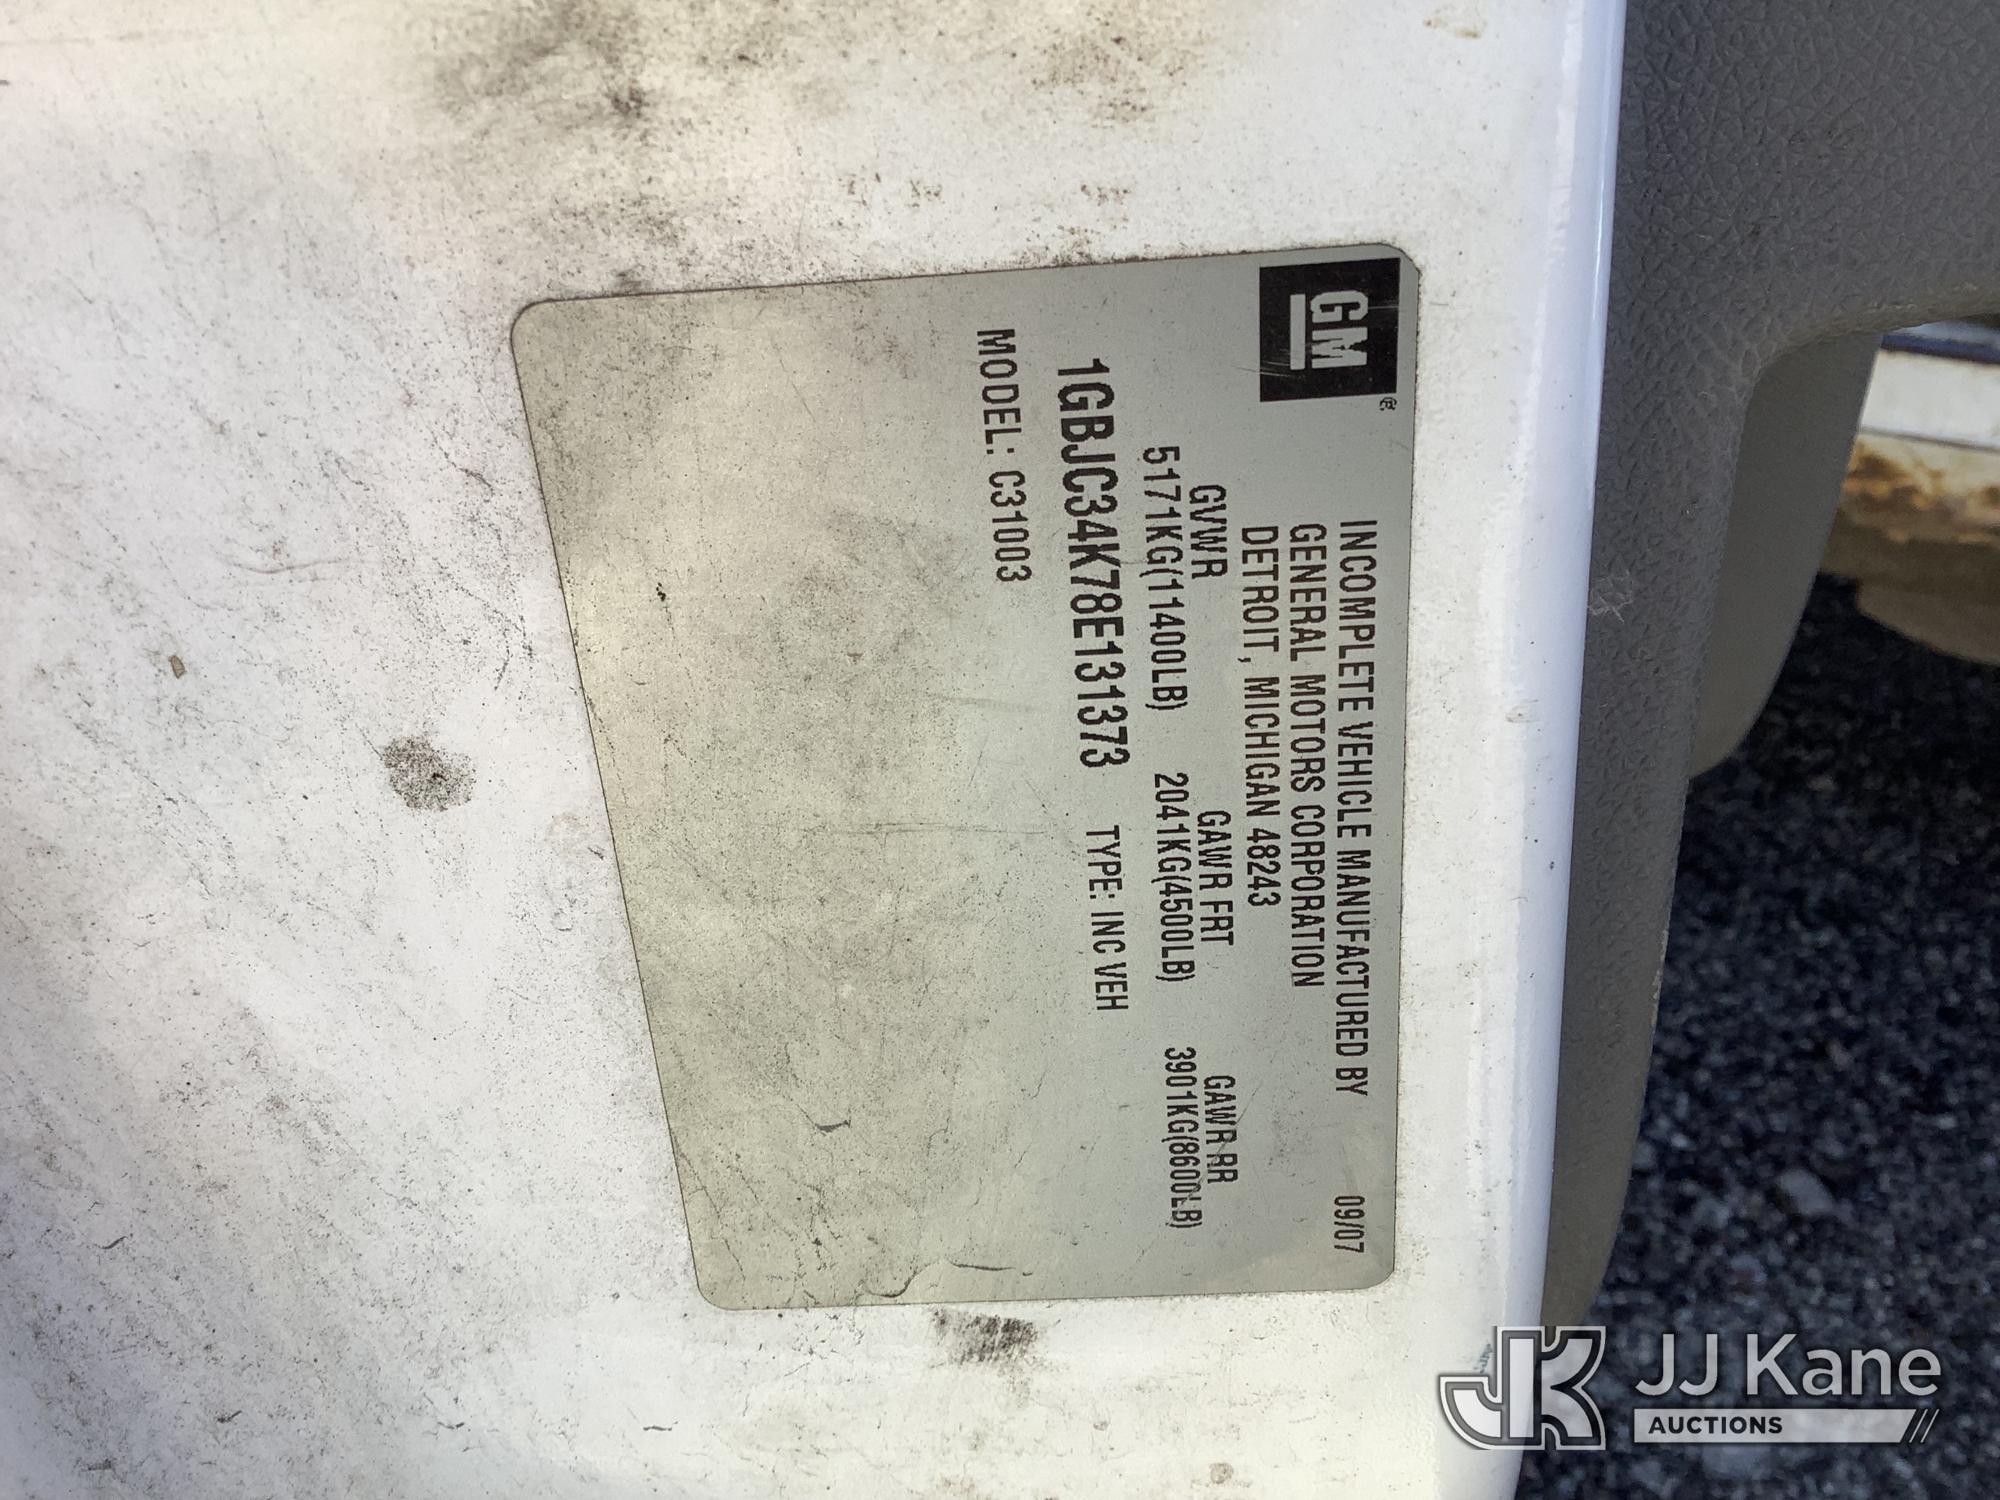 GM®
INCOMPLETE VEHICLE MANUFACTURED BY 09/07
GENERAL MOTORS CORPORATION
DETROIT, MICHIGAN 48243
GVWR GAWR FRT GAWR RR
5171KG(11400LB) 2041KG(4500LB) 3901KG(8600LB)
1GBJC34K78E131373 TYPE: INC VEH
MODEL: C31003
JK JJ Kane
AUCTIONS